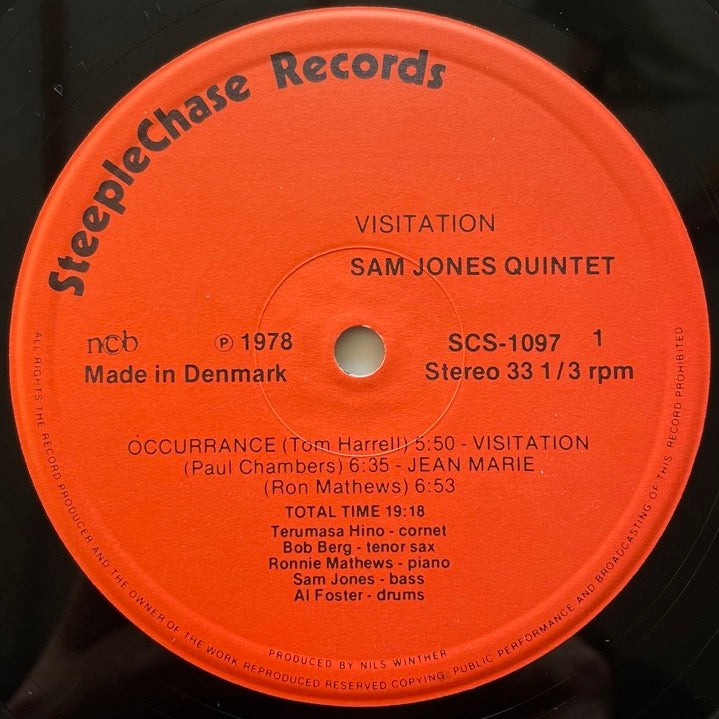 SteepleChase Records
VISITATION
SAM JONES QUINTET
ncb
℗ 1978
Made in Denmark
SCS-1097 1
Stereo 33 1/3 rpm
OCCURRANCE (Tom Harrell) 5:50 - VISITATION
(Paul Chambers) 6:35 - JEAN MARIE
(Ron Mathews) 6:53
TOTAL TIME 19:18
Terumasa Hino - cornet
Bob Berg - tenor sax
Ronnie Mathews - piano
Sam Jones - bass
Al Foster - drums
PRODUCED BY NILS WINTHER
ALL RIGHTS THE RECORD PRODUCER AND THE OWNER OF THE WORK REPRODUCED RESERVED COPYING, PUBLIC PERFORMANCE AND BROADCASTING OF THIS RECORD PROHIBITED